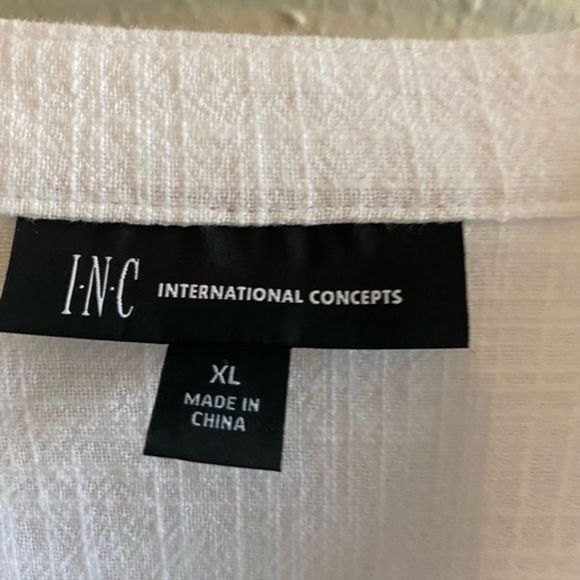 I·N·C INTERNATIONAL CONCEPTS
XL
MADE IN
CHINA